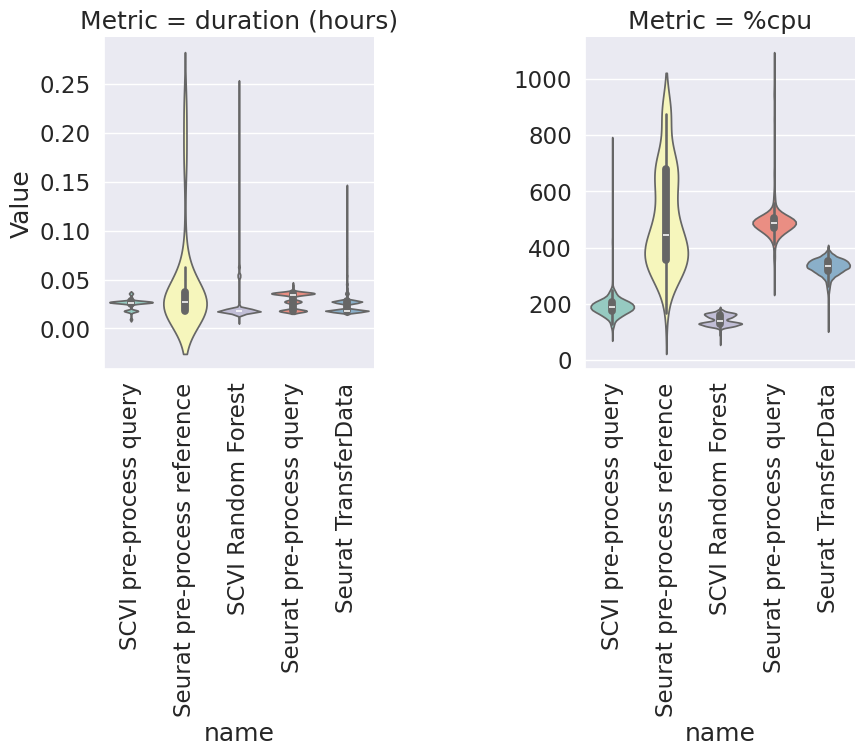 Metric = duration (hours)
Value
0.25
0.20
0.15
0.10
0.05
0.00
SCVI pre-process query
Seurat pre-process reference
SCVI Random Forest
Seurat pre-process query
Seurat TransferData
name
Metric = %cpu
1000
800
600
400
200
0
SCVI pre-process query
Seurat pre-process reference
SCVI Random Forest
Seurat pre-process query
Seurat TransferData
name